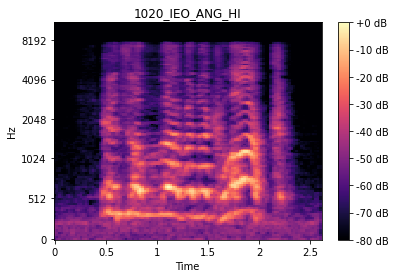 1020_IEO_ANG_HI
8192
4096
2048
1024
512
0
Hz
0
0.5
1
1.5
2
2.5
Time
+0 dB
-10 dB
-20 dB
-30 dB
-40 dB
-50 dB
-60 dB
-70 dB
-80 dB